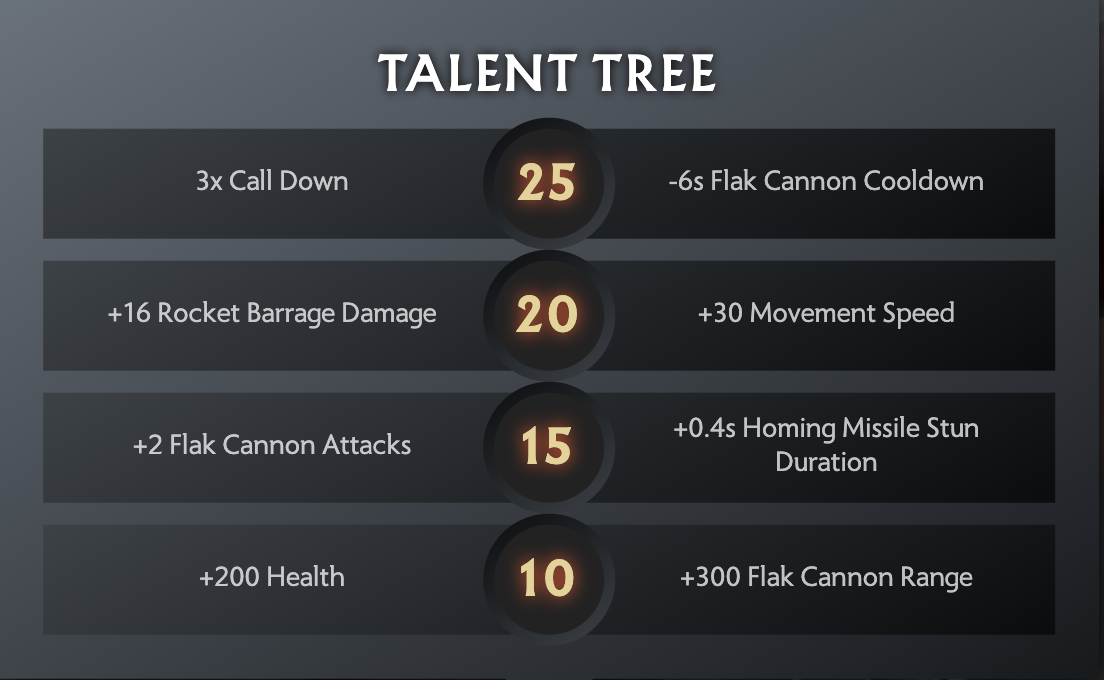 TALENT TREE
3x Call Down
25
-6s Flak Cannon Cooldown
+16 Rocket Barrage Damage
20
+30 Movement Speed
+2 Flak Cannon Attacks
15
+0.4s Homing Missile Stun
Duration
+200 Health
10
+300 Flak Cannon Range